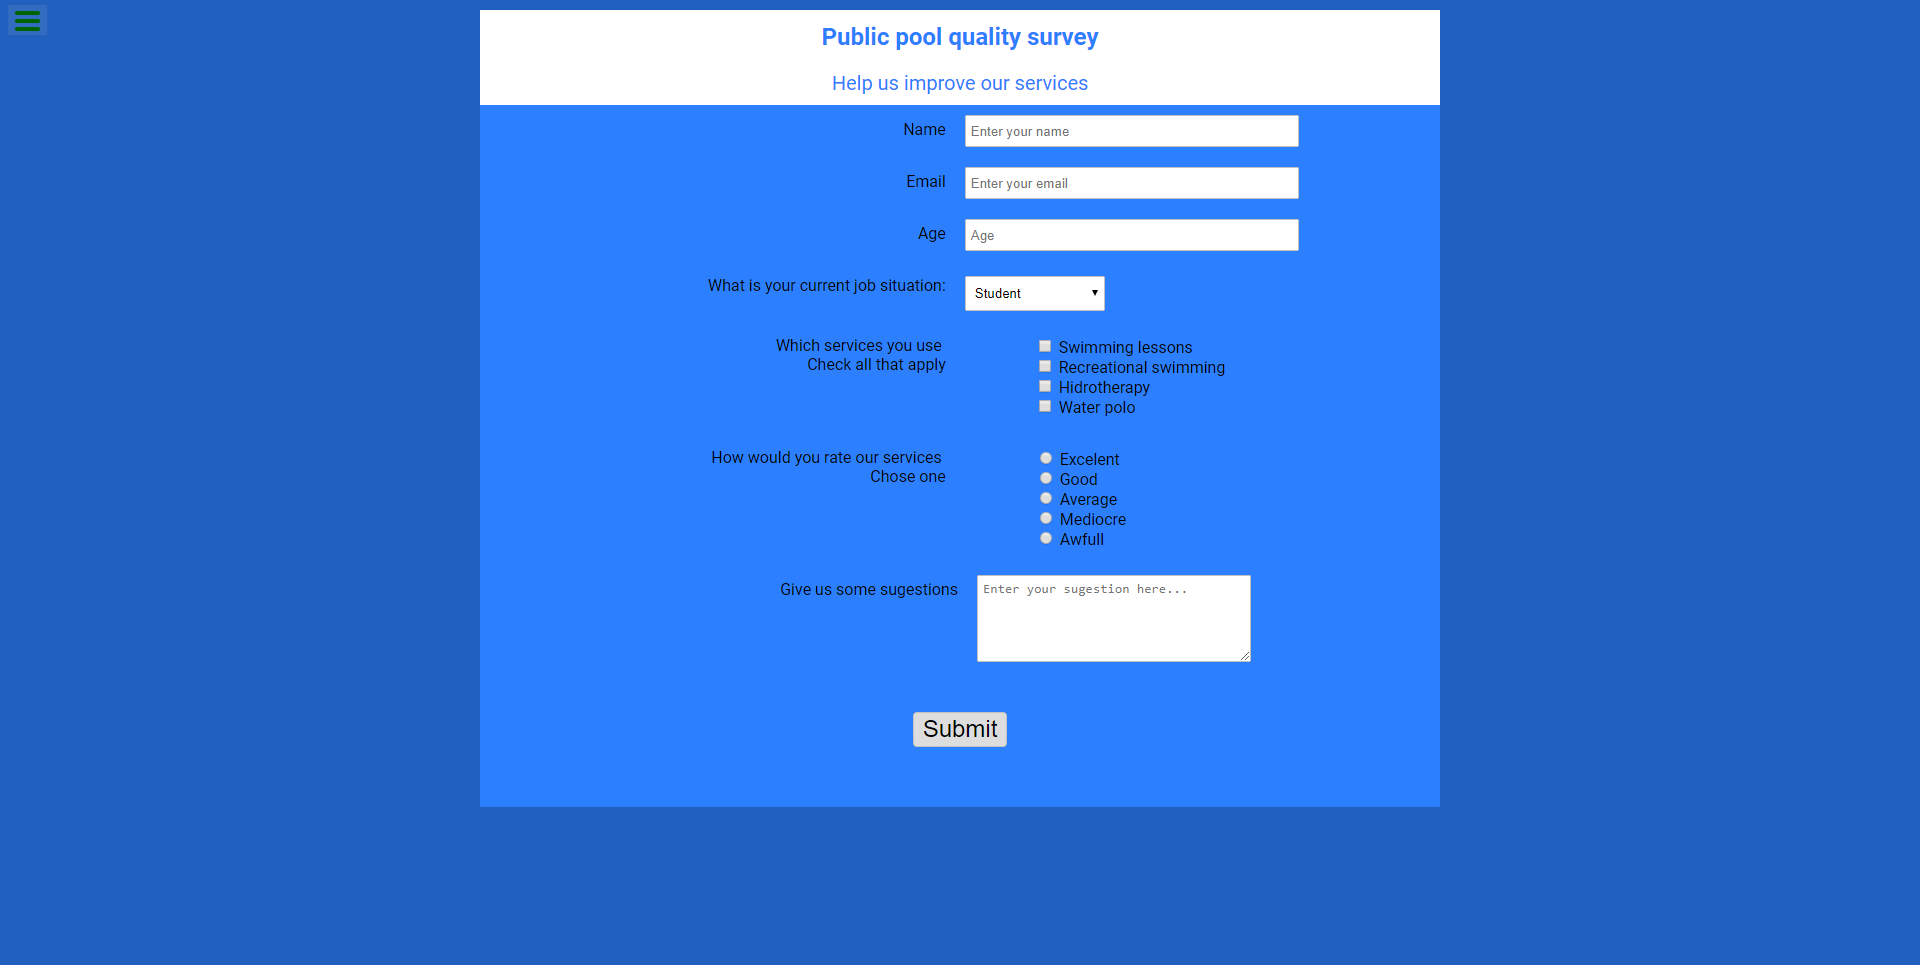 Public pool quality survey
Help us improve our services
Name
Enter your name
Email
Enter your email
Age
Age
What is your current job situation:
Student
Which services you use
Check all that apply
Swimming lessons
Recreational swimming
Hidrotherapy
Water polo
How would you rate our services
Chose one
Excelent
Good
Average
Mediocre
Awfull
Give us some sugestions
Enter your sugestion here...
Submit